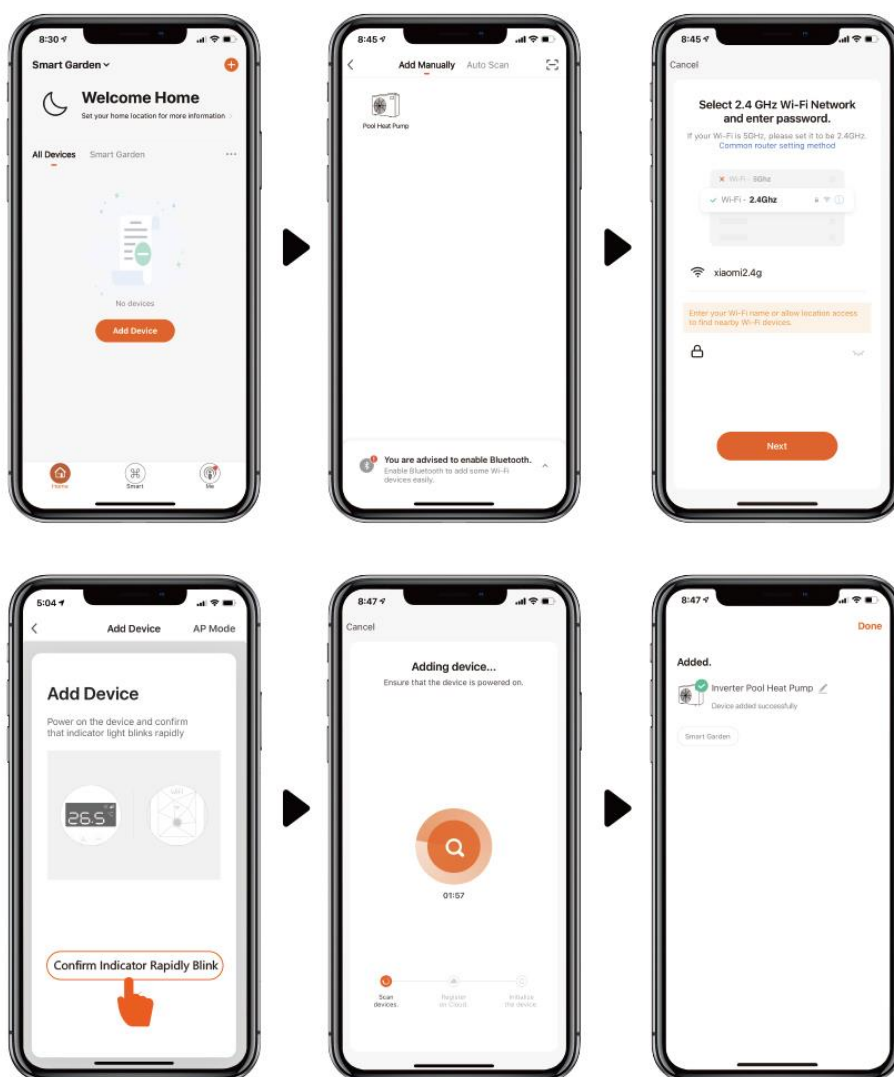 8:30
Smart Garden
Welcome Home
Set your home location for more information
All Devices Smart Garden
No devices
Add Device
Home Smart Me
8:45
Add Manually Auto Scan
Pool Heat Pump
You are advised to enable Bluetooth.
Enable Bluetooth to add some Wi-Fi
devices easily.
8:45
Cancel
Select 2.4 GHz Wi-Fi Network
and enter password.
If your Wi-Fi is 5GHz, please set it to be 2.4GHz.
Common router setting method
Wi-Fi - 5Ghz
Wi-Fi - 2.4Ghz
xiaomi2.4g
Enter your Wi-Fi name or allow location access
to find nearby Wi-Fi devices.
Next
5:04
Add Device AP Mode
Add Device
Power on the device and confirm
that indicator light blinks rapidly
26.5
WiFi
Confirm Indicator Rapidly Blink
8:47
Cancel
Adding device...
Ensure that the device is powered on.
01:57
Scan
devices.
Register
on Cloud.
Initialize
the device.
8:47
Done
Added.
Inverter Pool Heat Pump
Device added successfully
Smart Garden